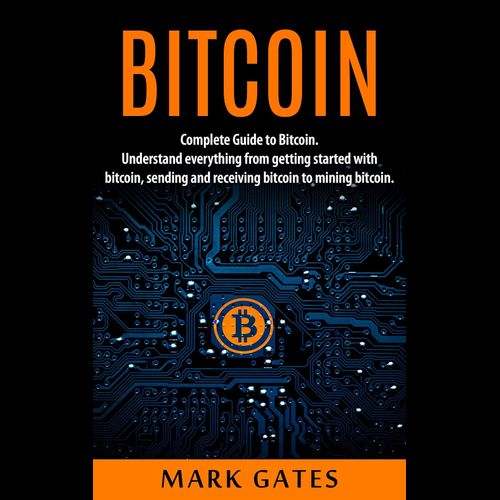 BITCOIN
Complete Guide to Bitcoin.
Understand everything from getting started with
bitcoin, sending and receiving bitcoin to mining bitcoin.
MARK GATES